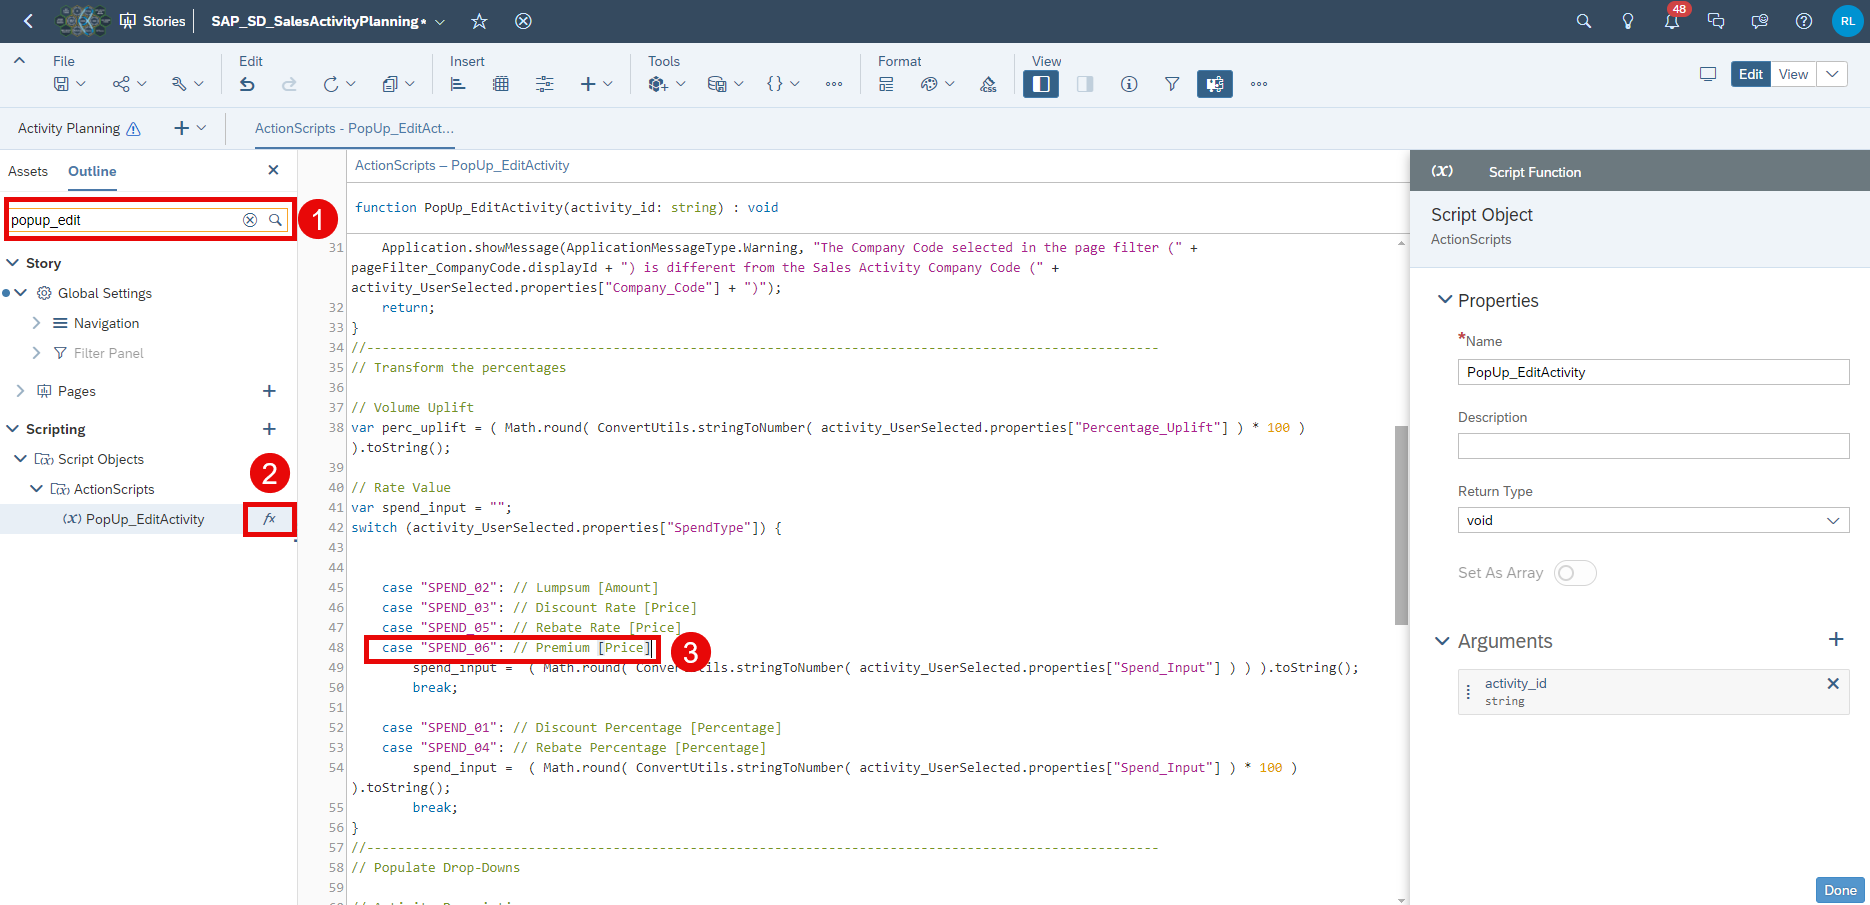 Stories SAP_SD_SalesActivityPlanning* 48 RL
File Edit Insert Tools Format View
CSS
Edit View
Activity Planning ActionScripts - PopUp_EditAct...
Assets Outline
popup_edit
1
Story
Global Settings
Navigation
Filter Panel
Pages
Scripting
(X) Script Objects
2
(X) ActionScripts
(X) PopUp_EditActivity fx
ActionScripts – PopUp_EditActivity
function PopUp_EditActivity(activity_id: string) : void
31 Application.showMessage(ApplicationMessageType.Warning, "The Company Code selected in the page filter (" +
pageFilter_CompanyCode.displayId + ") is different from the Sales Activity Company Code (" +
activity_UserSelected.properties["Company_Code"] + ")");
32 return;
33 }
34 //-------------------------------------------------------------------------------------------------------
35 // Transform the percentages
36
37 // Volume Uplift
38 var perc_uplift = ( Math.round( ConvertUtils.stringToNumber( activity_UserSelected.properties["Percentage_Uplift"] ) * 100 )
).toString();
39
40 // Rate Value
41 var spend_input = "";
42 switch (activity_UserSelected.properties["SpendType"]) {
43
44
45 case "SPEND_02": // Lumpsum [Amount]
46 case "SPEND_03": // Discount Rate [Price]
47 case "SPEND_05": // Rebate Rate [Price]
48 case "SPEND_06": // Premium [Price]
3
49 spend_input = ( Math.round( ConvertUtils.stringToNumber( activity_UserSelected.properties["Spend_Input"] ) ) ).toString();
50 break;
51
52 case "SPEND_01": // Discount Percentage [Percentage]
53 case "SPEND_04": // Rebate Percentage [Percentage]
54 spend_input = ( Math.round( ConvertUtils.stringToNumber( activity_UserSelected.properties["Spend_Input"] ) * 100 )
).toString();
55 break;
56 }
57 //-------------------------------------------------------------------------------------------------------
58 // Populate Drop-Downs
59
(X) Script Function
Script Object
ActionScripts
Properties
*Name
PopUp_EditActivity
Description
Return Type
void
Set As Array
Arguments
activity_id
string
Done